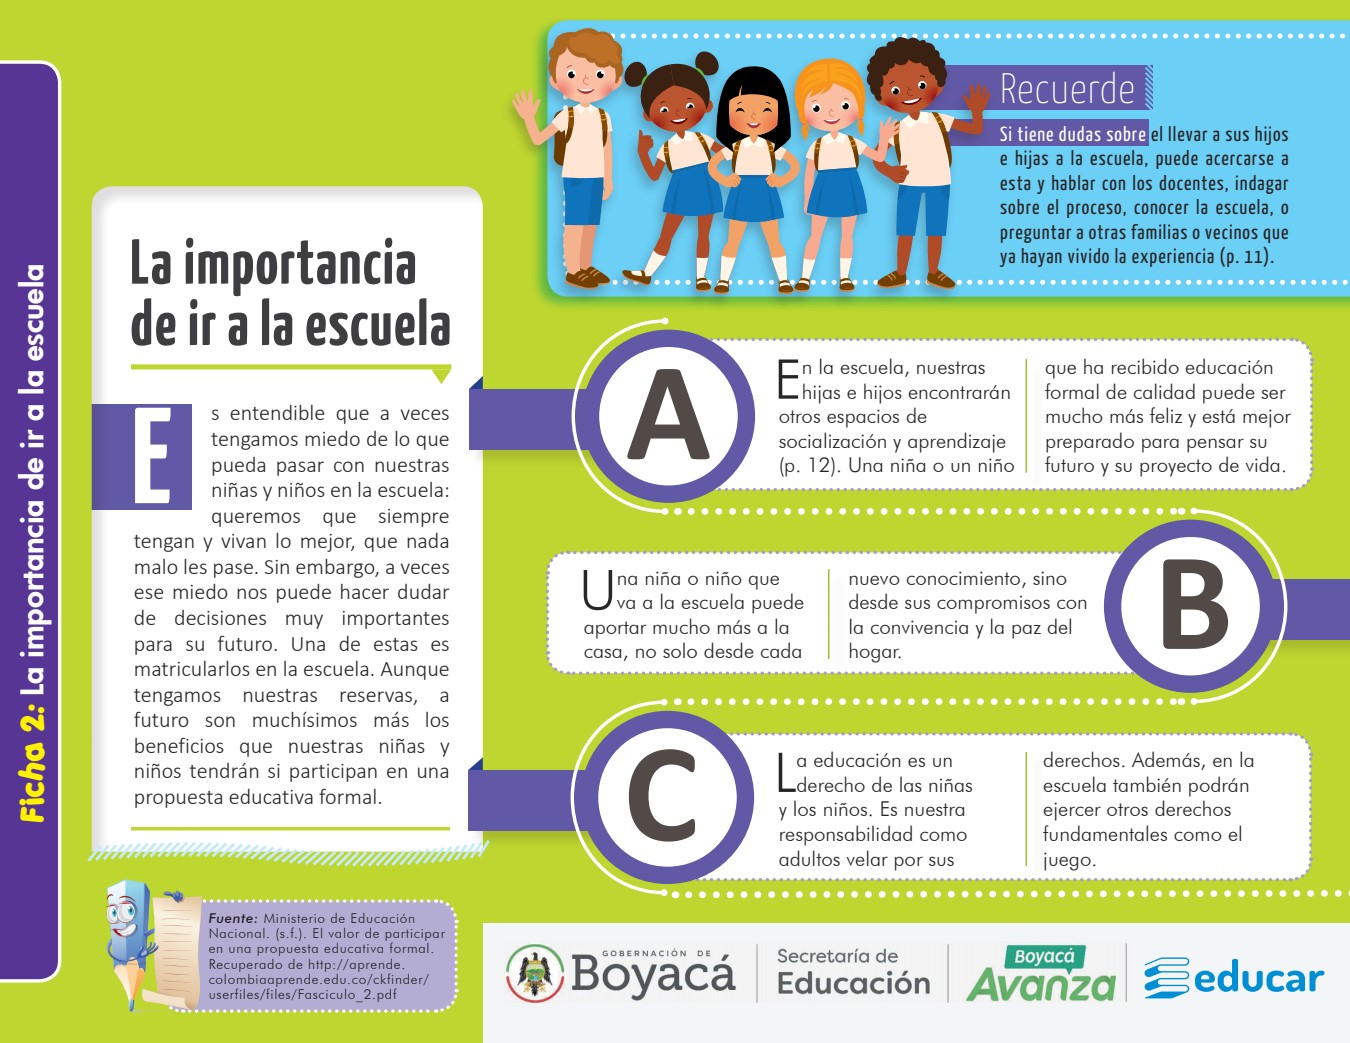 Ficha 2: La importancia de ir a la escuela
La importancia
de ir a la escuela
Es entendible que a veces
tengamos miedo de lo que
pueda pasar con nuestras
niñas y niños en la escuela:
queremos que siempre
tengan y vivan lo mejor, que nada
malo les pase. Sin embargo, a veces
ese miedo nos puede hacer dudar
de decisiones muy importantes
para su futuro. Una de estas es
matricularlos en la escuela. Aunque
tengamos nuestras reservas, a
futuro son muchísimos más los
beneficios que nuestras niñas y
niños tendrán si participan en una
propuesta educativa formal.
Fuente: Ministerio de Educación
Nacional. (s.f.). El valor de participar
en una propuesta educativa formal.
Recuperado de http://aprende.
colombiaaprende.edu.co/ckfinder/
userfiles/files/Fasciculo_2.pdf
Recuerde
Si tiene dudas sobre el llevar a sus hijos
e hijas a la escuela, puede acercarse a
esta y hablar con los docentes, indagar
sobre el proceso, conocer la escuela, o
preguntar a otras familias o vecinos que
ya hayan vivido la experiencia (p. 11).
A
En la escuela, nuestras
hijas e hijos encontrarán
otros espacios de
socialización y aprendizaje
(p. 12). Una niña o un niño
que ha recibido educación
formal de calidad puede ser
mucho más feliz y está mejor
preparado para pensar su
futuro y su proyecto de vida.
Una niña o niño que
va a la escuela puede
aportar mucho más a la
casa, no solo desde cada
nuevo conocimiento, sino
desde sus compromisos con
la convivencia y la paz del
hogar.
B
C
La educación es un
derecho de las niñas
y los niños. Es nuestra
responsabilidad como
adultos velar por sus
derechos. Además, en la
escuela también podrán
ejercer otros derechos
fundamentales como el
juego.
GOBERNACIÓN DE
Boyacá
Secretaría de
Educación
Boyacá
Avanza
educar